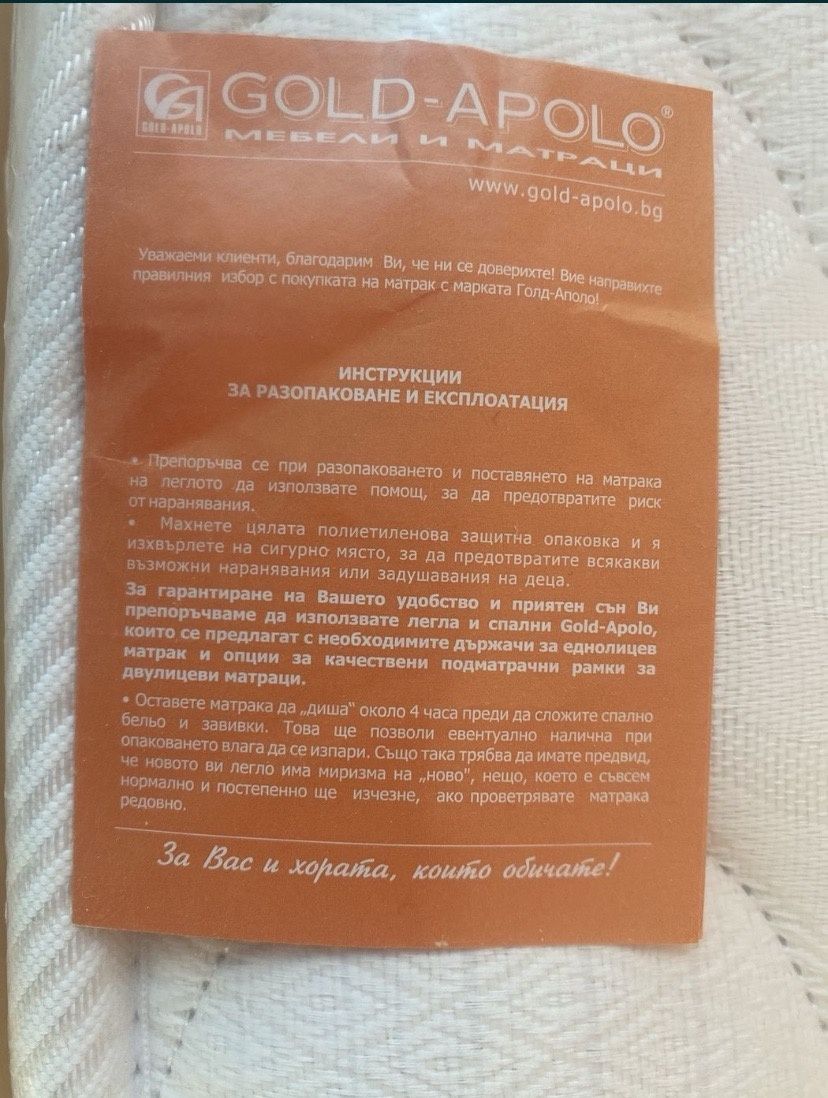 GOLD-APOLO®
GOLD-APOLO
МЕБЕЛИ И МАТРАЦИ
www.gold-apolo.bg
Уважаеми клиенти, благодарим Ви, че ни се доверихте! Вие направихте
правилния избор с покупката на матрак с марката Голд-Аполо!
ИНСТРУКЦИИ
ЗА РАЗОПАКОВАНЕ И ЕКСПЛОАТАЦИЯ
• Препоръчва се при разопаковането и поставянето на матрака
на леглото да използвате помощ, за да предотвратите риск
от наранявания.
• Махнете цялата полиетиленова защитна опаковка и я
изхвърлете на сигурно място, за да предотвратите всякакви
възможни наранявания или задушавания на деца.
За гарантиране на Вашето удобство и приятен сън Ви
препоръчваме да използвате легла и спални Gold-Apolo,
които се предлагат с необходимите държачи за еднолицев
матрак и опции за качествени подматрачни рамки за
двулицеви матраци.
• Оставете матрака да „диша“ около 4 часа преди да сложите спално
бельо и завивки. Това ще позволи евентуално налична при
опаковането влага да се изпари. Също така трябва да имате предвид,
че новото ви легло има миризма на „ново", нещо, което е съвсем
нормално и постепенно ще изчезне, ако проветрявате матрака
редовно.
За Вас и хората, които обичате!